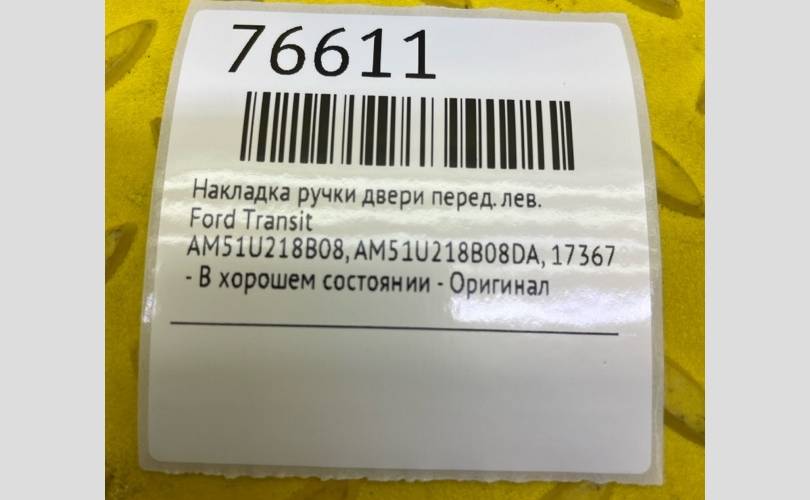 76611
Накладка ручки двери перед. лев.
Ford Transit
AM51U218B08, AM51U218B08DA, 17367
- В хорошем состоянии - Оригинал